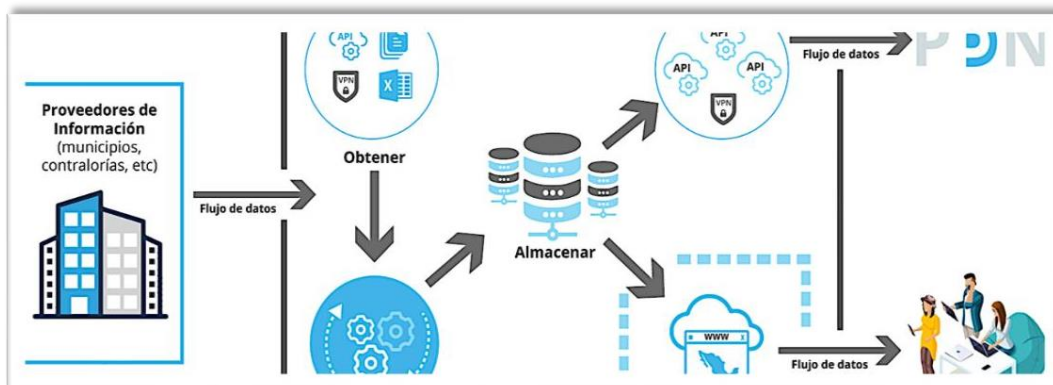 Proveedores de
Información
(municipios,
contralorías, etc)
Flujo de datos
API
VPN
X
Obtener
Almacenar
API
API
API
VPN
Flujo de datos
PDN
WWW
Flujo de datos